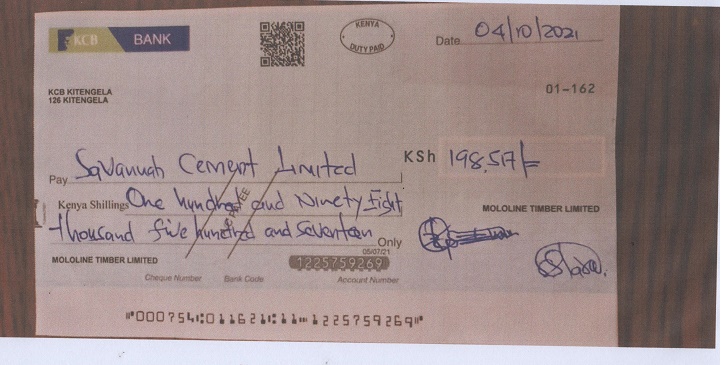 KCB BANK
KENYA
DUTY PAID
Date 04/10/2021
KCB KITENGELA
126 KITENGELA
01-162
Pay Savannah Cement Limited KSh 198,517/=
Kenya Shillings One hundred and Ninety Eight
thousand five hundred and seventeen Only
A/C PAYEE
MOLOLINE TIMBER LIMITED
05/07/21
MOLOLINE TIMBER LIMITED 1225759269
Cheque Number Bank Code Account Number
"000754:011621:11-1225759269"